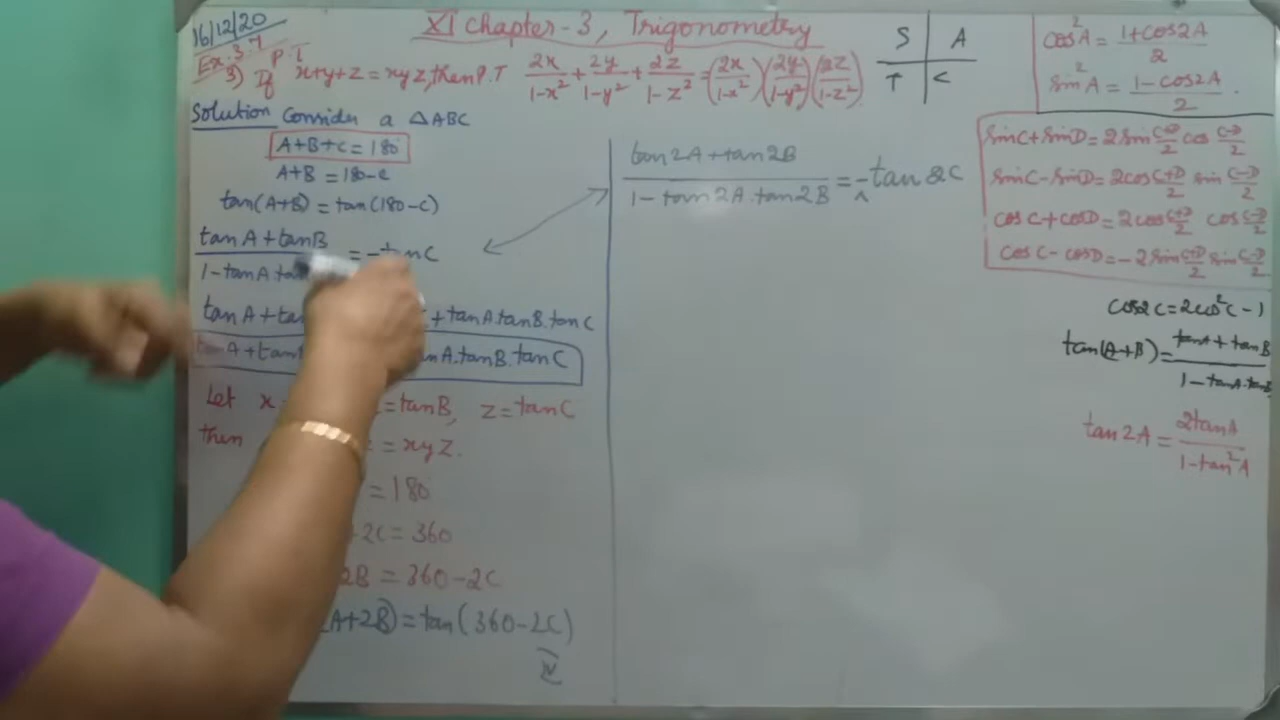 16/12/20
XI Chapter-3, Trigonometry
Ex: 3.7 P.T
3) If x+y+z = xyz, then P.T 2x/1-x² + 2y/1-y² + 2z/1-z² = (2x/1-x²)(2y/1-y²)(2z/1-z²)
S A
T C
Solution Consider a △ABC
A+B+C = 180
A+B = 180-C
tan(A+B) = tan(180-C)
tanA + tanB
1-tanA
tanA + + tanA.tanB.tanC
tanA.tanB.tanC
Let x = = tanB, z = tanC
then = xyz.
= 180
2C = 360
2B = 360-2C
A+2B) = tan(360-2C)
IV
tan2A + tan2B / 1-tan2A.tan2B = -tan2C
cos²A = 1+cos2A / 2
sin²A = 1-cos2A / 2 .
sinC + sinD = 2sin C+D/2 cos C-D/2
sinC - sinD = 2cos C+D/2 sin C-D/2
cosC + cosD = 2cos C+D/2 cos C-D/2
cosC - cosD = -2sin C+D/2 sin C-D/2
cos2C = 2cos²C-1
tan(A+B) = tanA + tanB / 1-tanA.tanB
tan2A = 2tanA / 1-tan²A